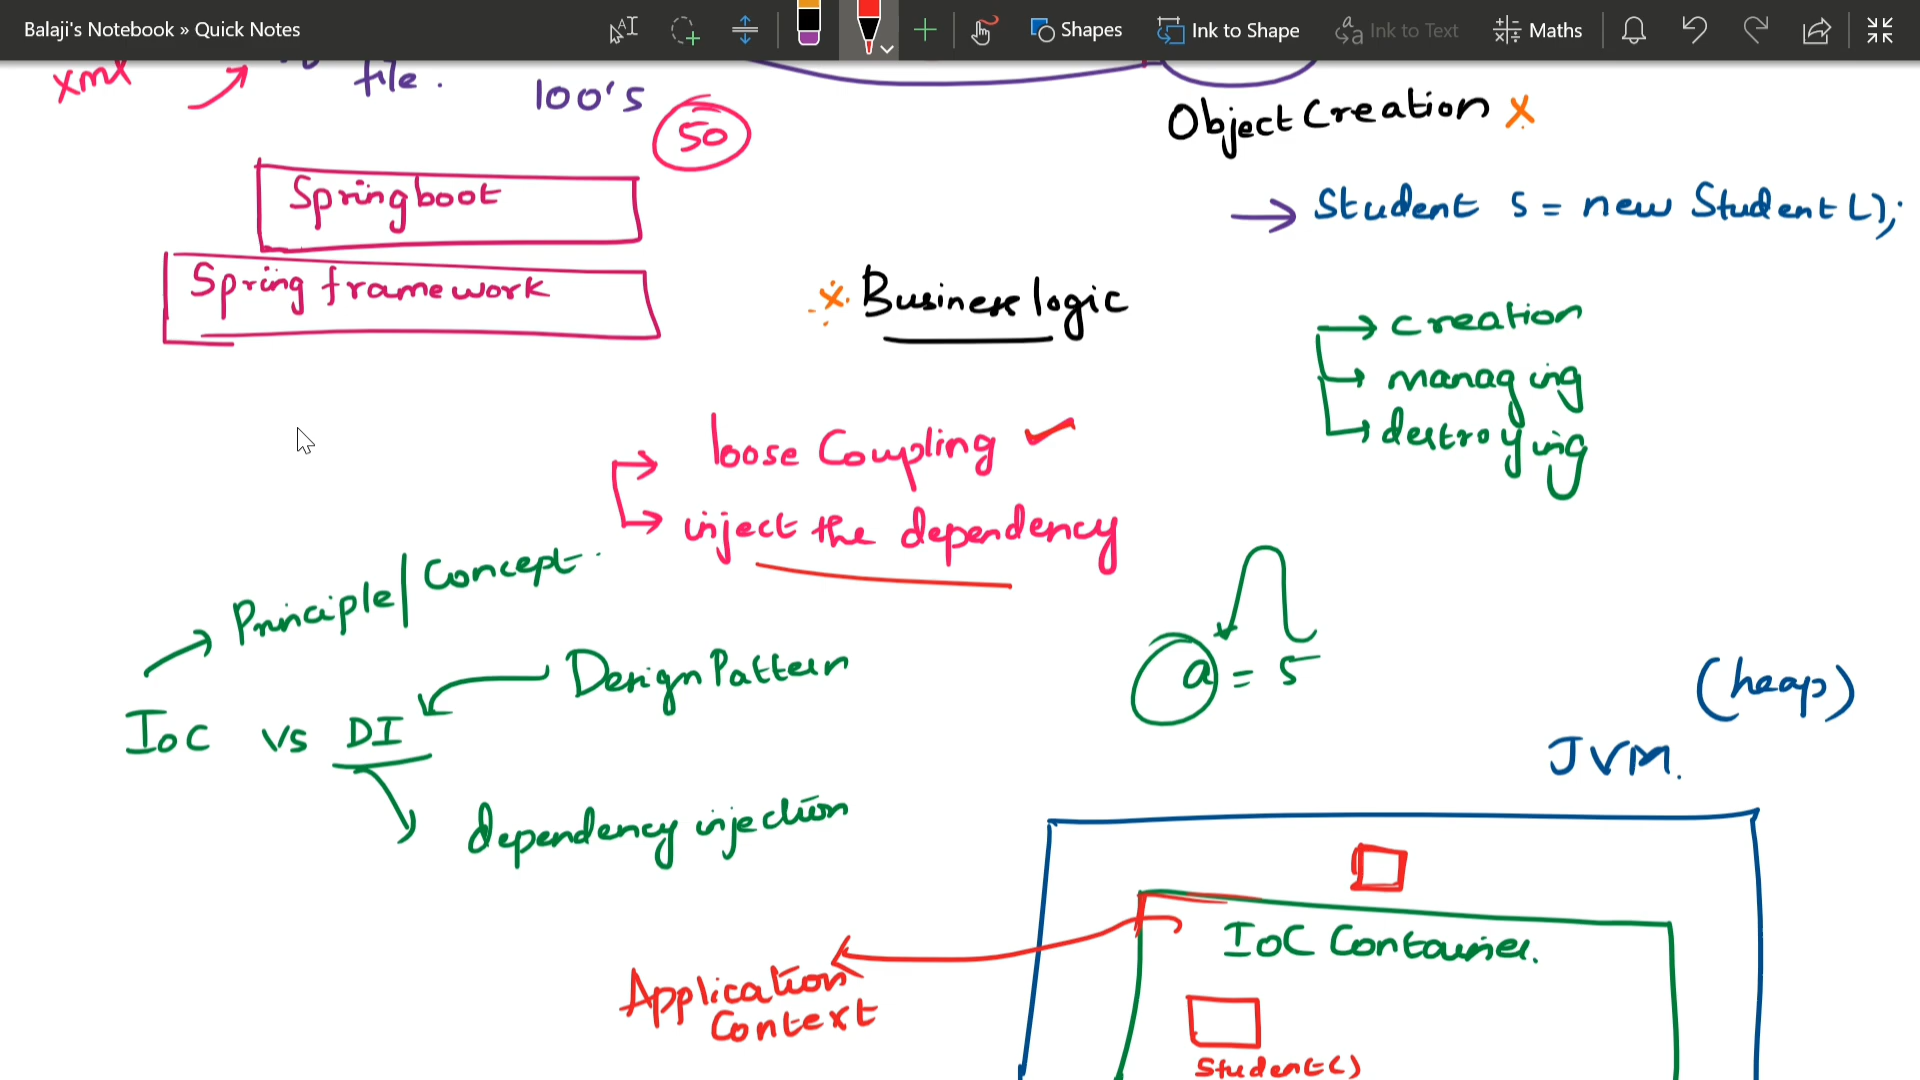 Balaji's Notebook » Quick Notes
Shapes
Ink to Shape
Ink to Text
Maths
xml
file.
100's
50
Object Creation x
Springboot
Student s = new Student();
Spring framework
x Business logic
creation
managing
destroying
loose Coupling
inject the dependency
Principle/Concept
Design Pattern
a = 5
(heap)
IoC vs DI
JVM.
dependency injection
IoC Container.
Application
Context
Student()